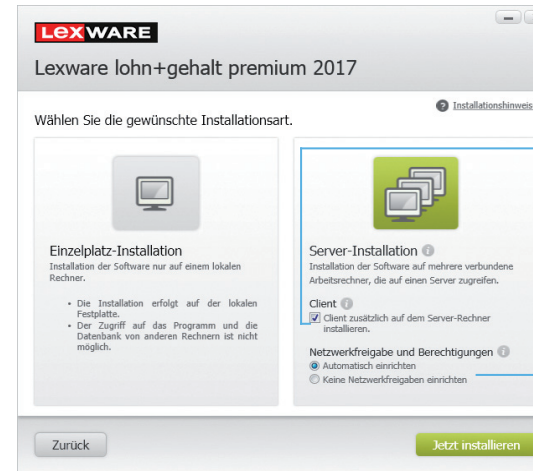 LEXWARE
Lexware lohn+gehalt premium 2017
Installationshinweis
Wählen Sie die gewünschte Installationsart.
Einzelplatz-Installation
Installation der Software nur auf einem lokalen
Rechner.
• Die Installation erfolgt auf der lokalen
Festplatte.
• Der Zugriff auf das Programm und die
Datenbank von anderen Rechnern ist nicht
möglich.
Server-Installation
Installation der Software auf mehrere verbundene
Arbeitsrechner, die auf einen Server zugreifen.
Client
Client zusätzlich auf dem Server-Rechner
installieren.
Netzwerkfreigabe und Berechtigungen
Automatisch einrichten
Keine Netzwerkfreigaben einrichten
Zurück
Jetzt installieren